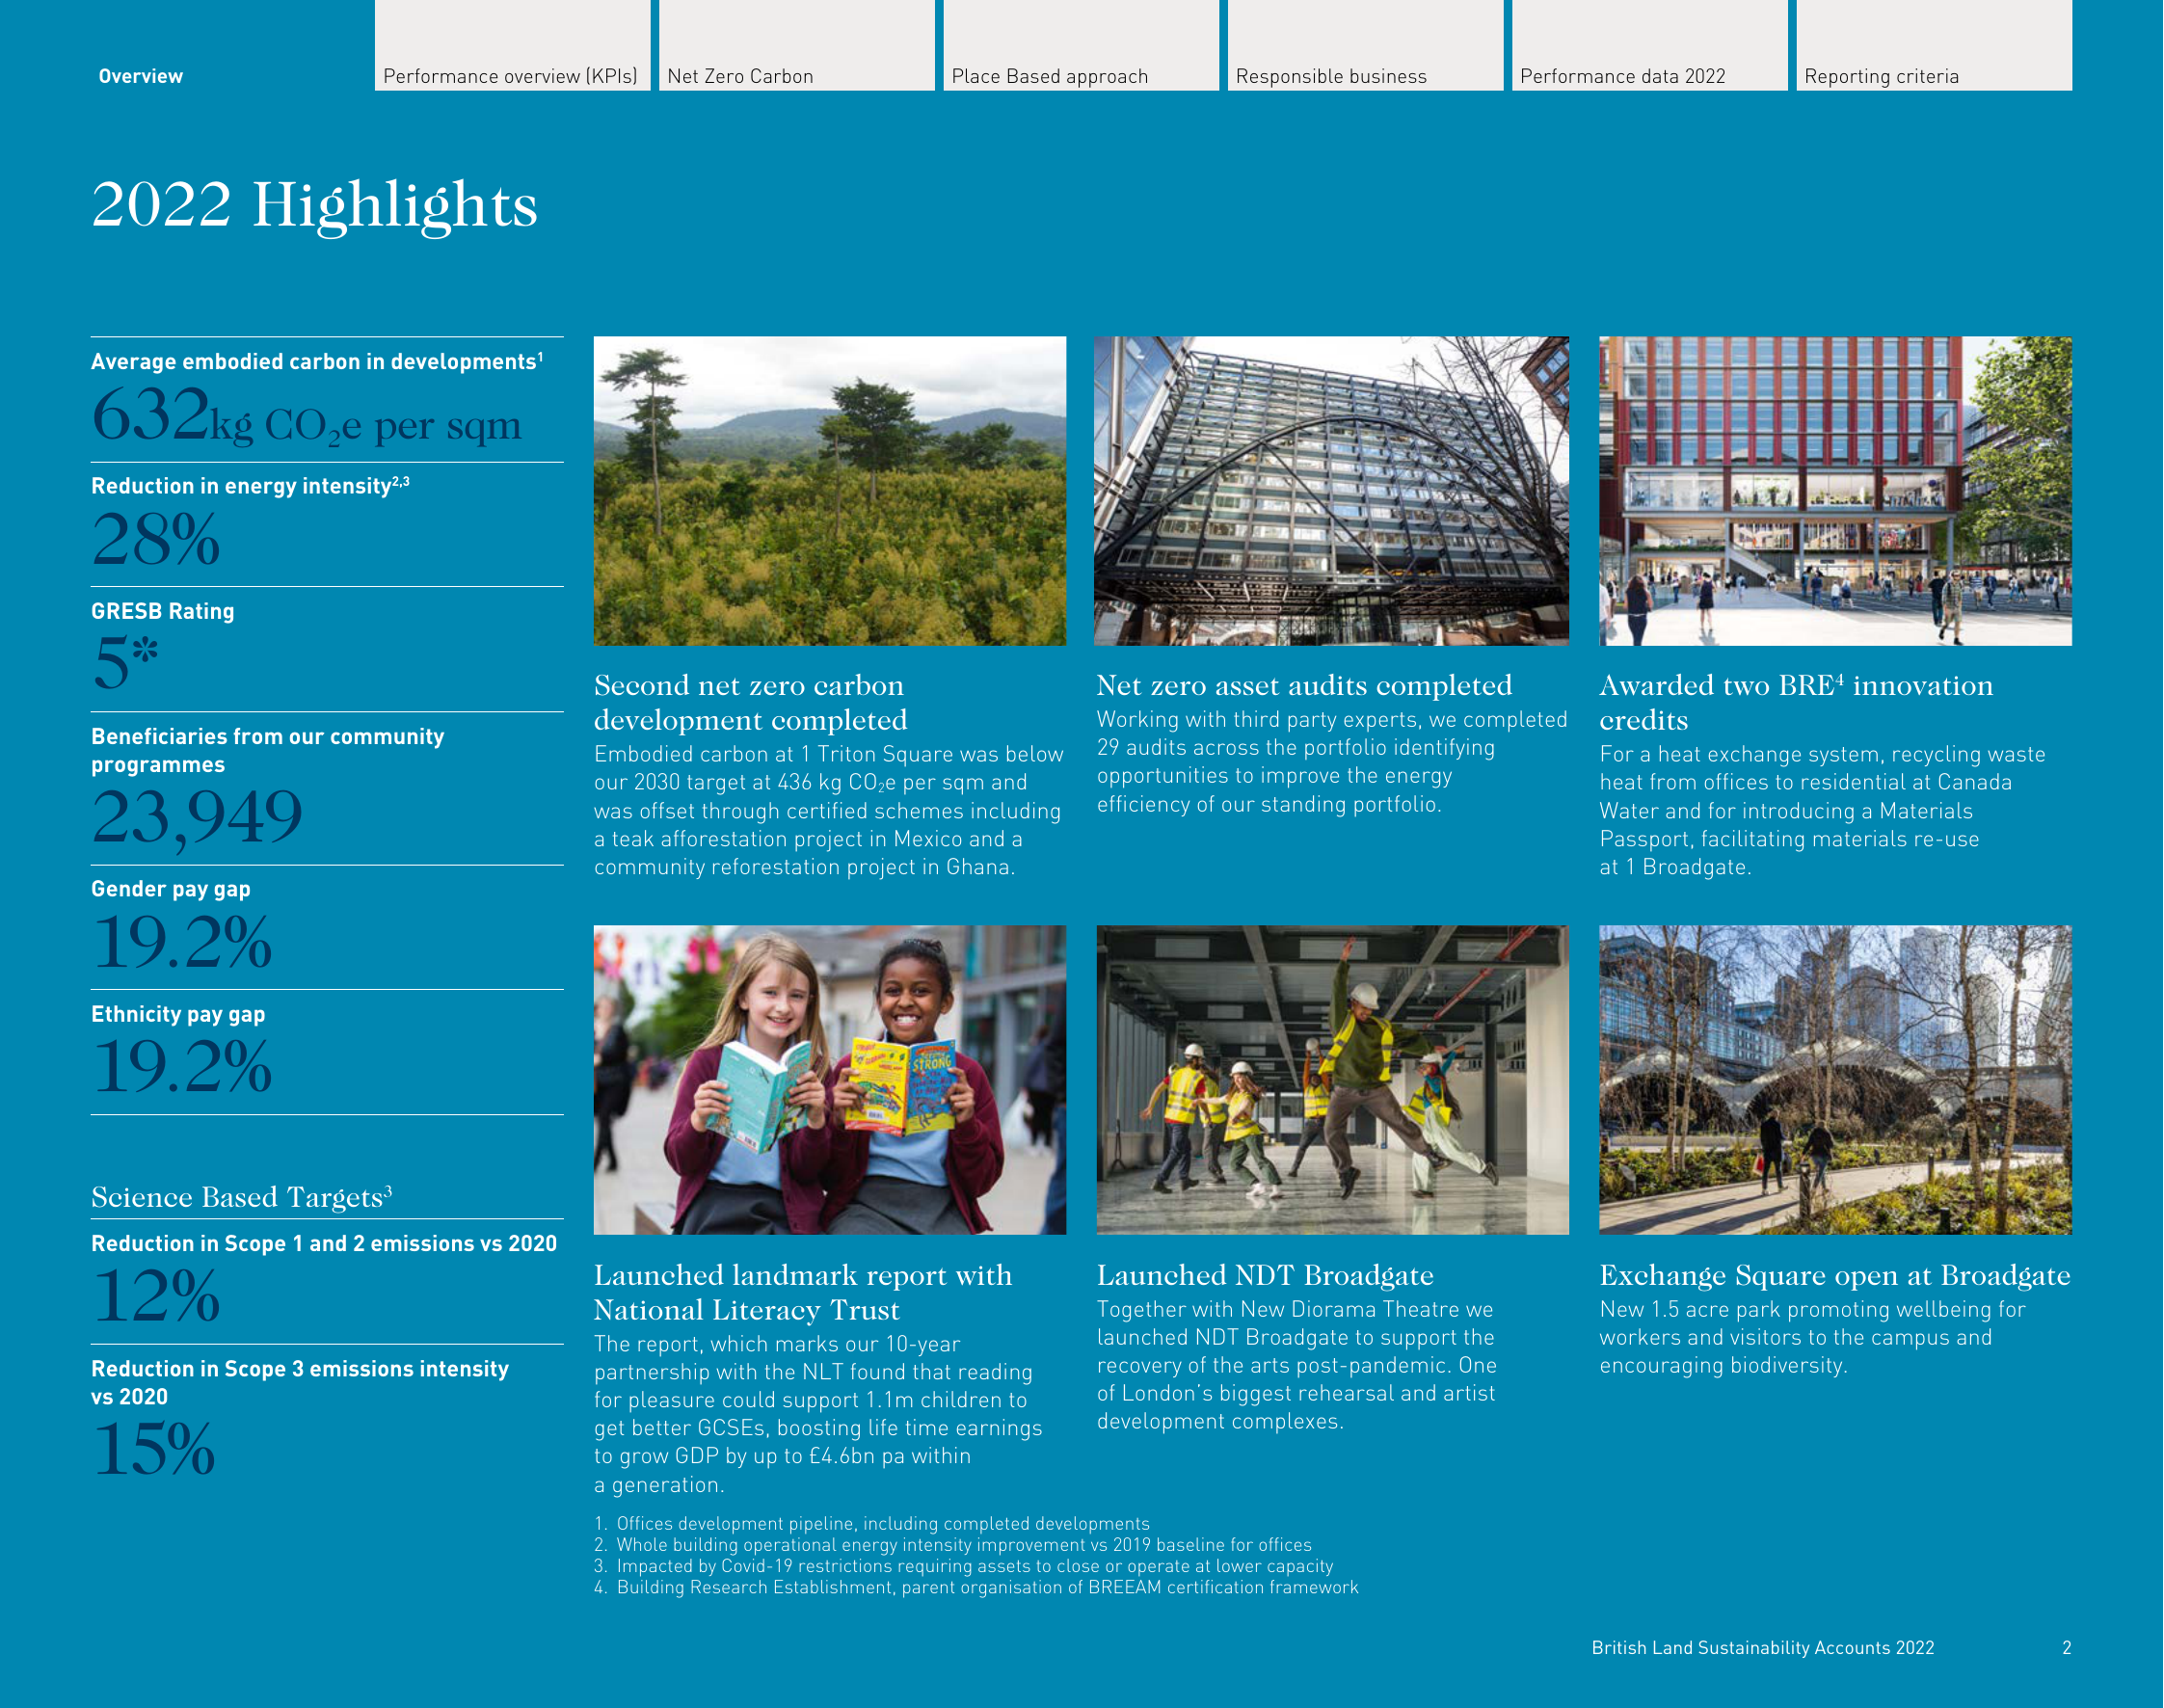 Overview
Performance overview (KPIs)
Net Zero Carbon
Place Based approach
Responsible business
Performance data 2022
Reporting criteria
2022 Highlights
Average embodied carbon in developments¹
632kg CO₂e per sqm
Reduction in energy intensity²,³
28%
GRESB Rating
5*
Beneficiaries from our community
programmes
23,949
Gender pay gap
19.2%
Ethnicity pay gap
19.2%
Science Based Targets³
Reduction in Scope 1 and 2 emissions vs 2020
12%
Reduction in Scope 3 emissions intensity
vs 2020
15%
Second net zero carbon
development completed
Embodied carbon at 1 Triton Square was below
our 2030 target at 436 kg CO₂e per sqm and
was offset through certified schemes including
a teak afforestation project in Mexico and a
community reforestation project in Ghana.
Net zero asset audits completed
Working with third party experts, we completed
29 audits across the portfolio identifying
opportunities to improve the energy
efficiency of our standing portfolio.
Awarded two BRE⁴ innovation
credits
For a heat exchange system, recycling waste
heat from offices to residential at Canada
Water and for introducing a Materials
Passport, facilitating materials re-use
at 1 Broadgate.
STRONG
Launched landmark report with
National Literacy Trust
The report, which marks our 10-year
partnership with the NLT found that reading
for pleasure could support 1.1m children to
get better GCSEs, boosting life time earnings
to grow GDP by up to £4.6bn pa within
a generation.
Launched NDT Broadgate
Together with New Diorama Theatre we
launched NDT Broadgate to support the
recovery of the arts post-pandemic. One
of London's biggest rehearsal and artist
development complexes.
Exchange Square open at Broadgate
New 1.5 acre park promoting wellbeing for
workers and visitors to the campus and
encouraging biodiversity.
1. Offices development pipeline, including completed developments
2. Whole building operational energy intensity improvement vs 2019 baseline for offices
3. Impacted by Covid-19 restrictions requiring assets to close or operate at lower capacity
4. Building Research Establishment, parent organisation of BREEAM certification framework
British Land Sustainability Accounts 2022
2